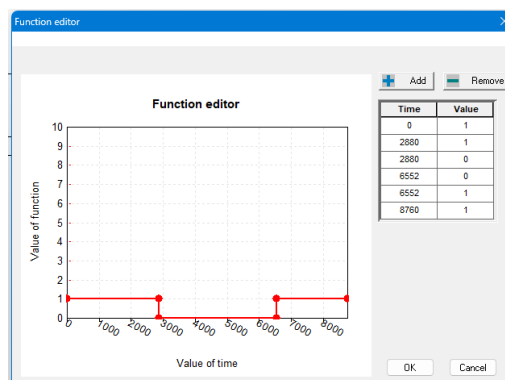 Function editor
Add
Remove
Function editor
Time Value
0 1
2880 1
2880 0
6552 0
6552 1
8760 1
10
9
8
7
6
5
4
3
2
1
0
Value of function
0 1000 2000 3000 4000 5000 6000 7000 8000
Value of time
OK
Cancel